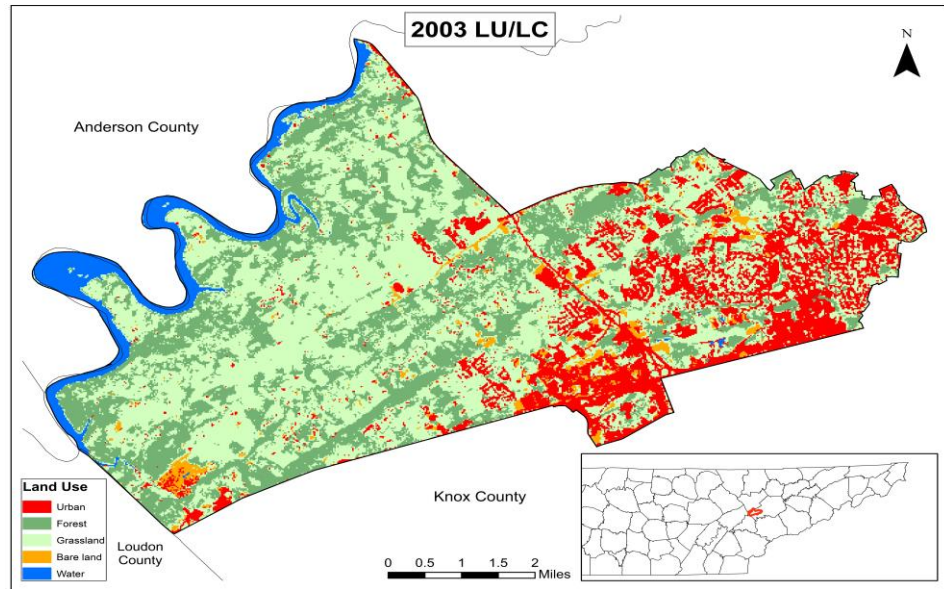 2003 LU/LC
N
Anderson County
Knox County
Loudon
County
Land Use
Urban
Forest
Grassland
Bare land
Water
0 0.5 1 1.5 2
Miles